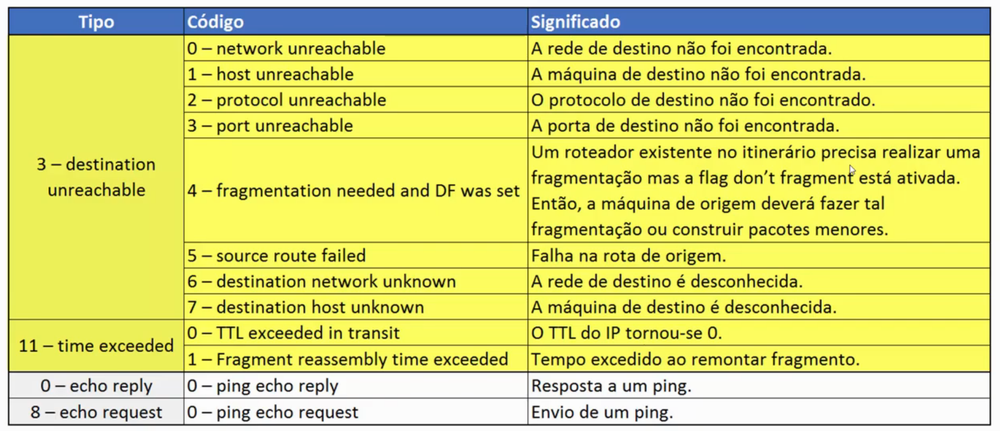 Tipo Código Significado
0 – network unreachable A rede de destino não foi encontrada.
1 – host unreachable A máquina de destino não foi encontrada.
2 – protocol unreachable O protocolo de destino não foi encontrado.
3 – port unreachable A porta de destino não foi encontrada.
3 – destination
unreachable
4 – fragmentation needed and DF was set
Um roteador existente no itinerário precisa realizar uma
fragmentação mas a flag don’t fragment está ativada.
Então, a máquina de origem deverá fazer tal
fragmentação ou construir pacotes menores.
5 – source route failed Falha na rota de origem.
6 – destination network unknown A rede de destino é desconhecida.
7 – destination host unknown A máquina de destino é desconhecida.
11 – time exceeded
0 – TTL exceeded in transit O TTL do IP tornou-se 0.
1 – Fragment reassembly time exceeded Tempo excedido ao remontar fragmento.
0 – echo reply 0 – ping echo reply Resposta a um ping.
8 – echo request 0 – ping echo request Envio de um ping.